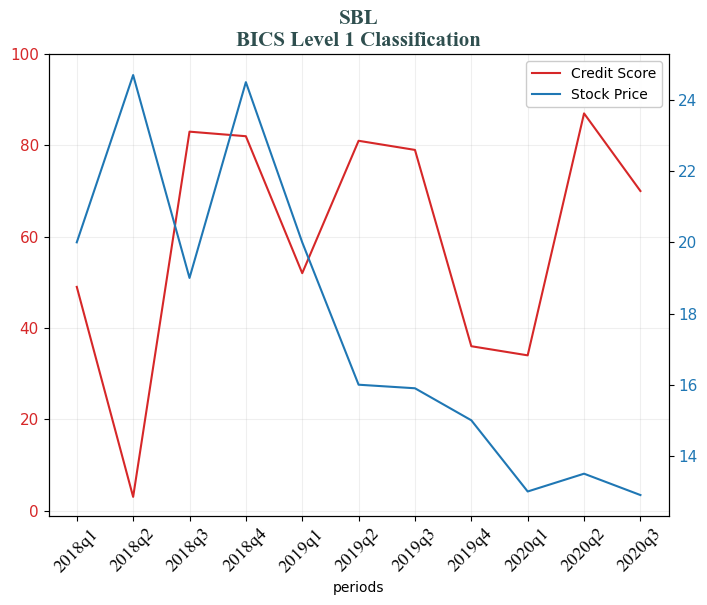 SBL
BICS Level 1 Classification
Credit Score
Stock Price
100
80
60
40
20
0
24
22
20
18
16
14
2018q1
2018q2
2018q3
2018q4
2019q1
2019q2
2019q3
2019q4
2020q1
2020q2
2020q3
periods